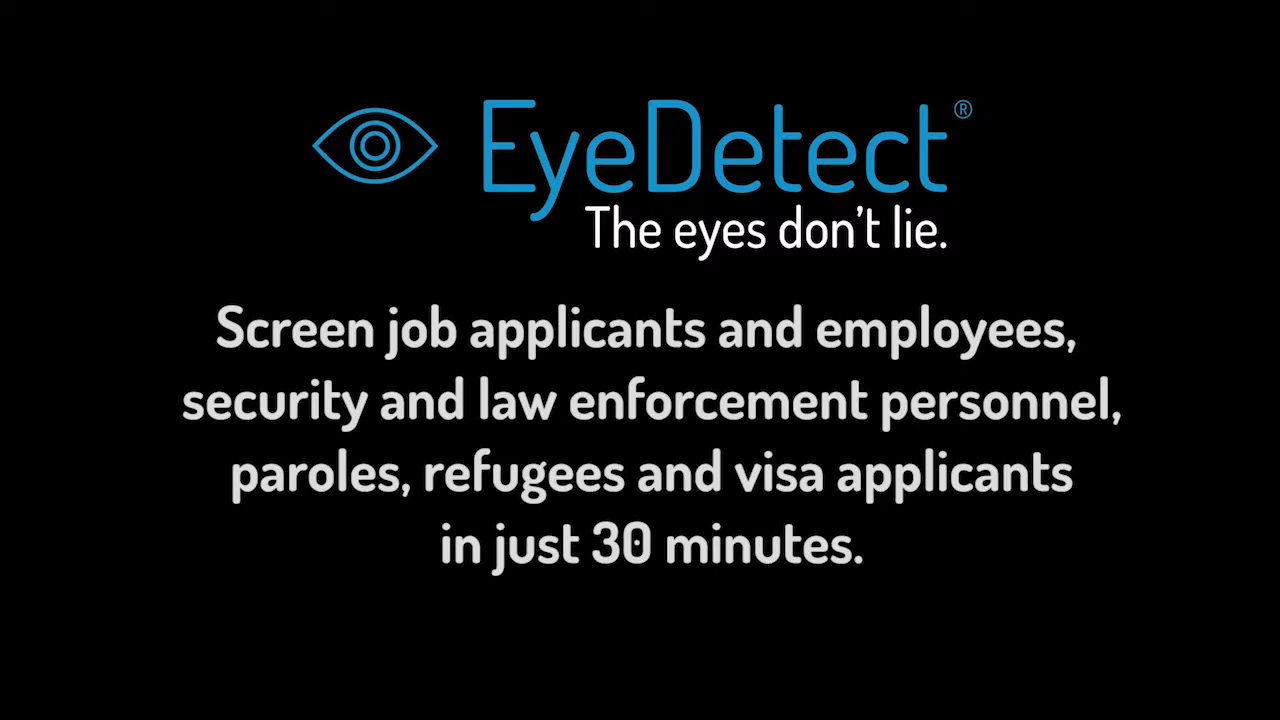 EyeDetect®
The eyes don't lie.
Screen job applicants and employees,
security and law enforcement personnel,
paroles, refugees and visa applicants
in just 30 minutes.